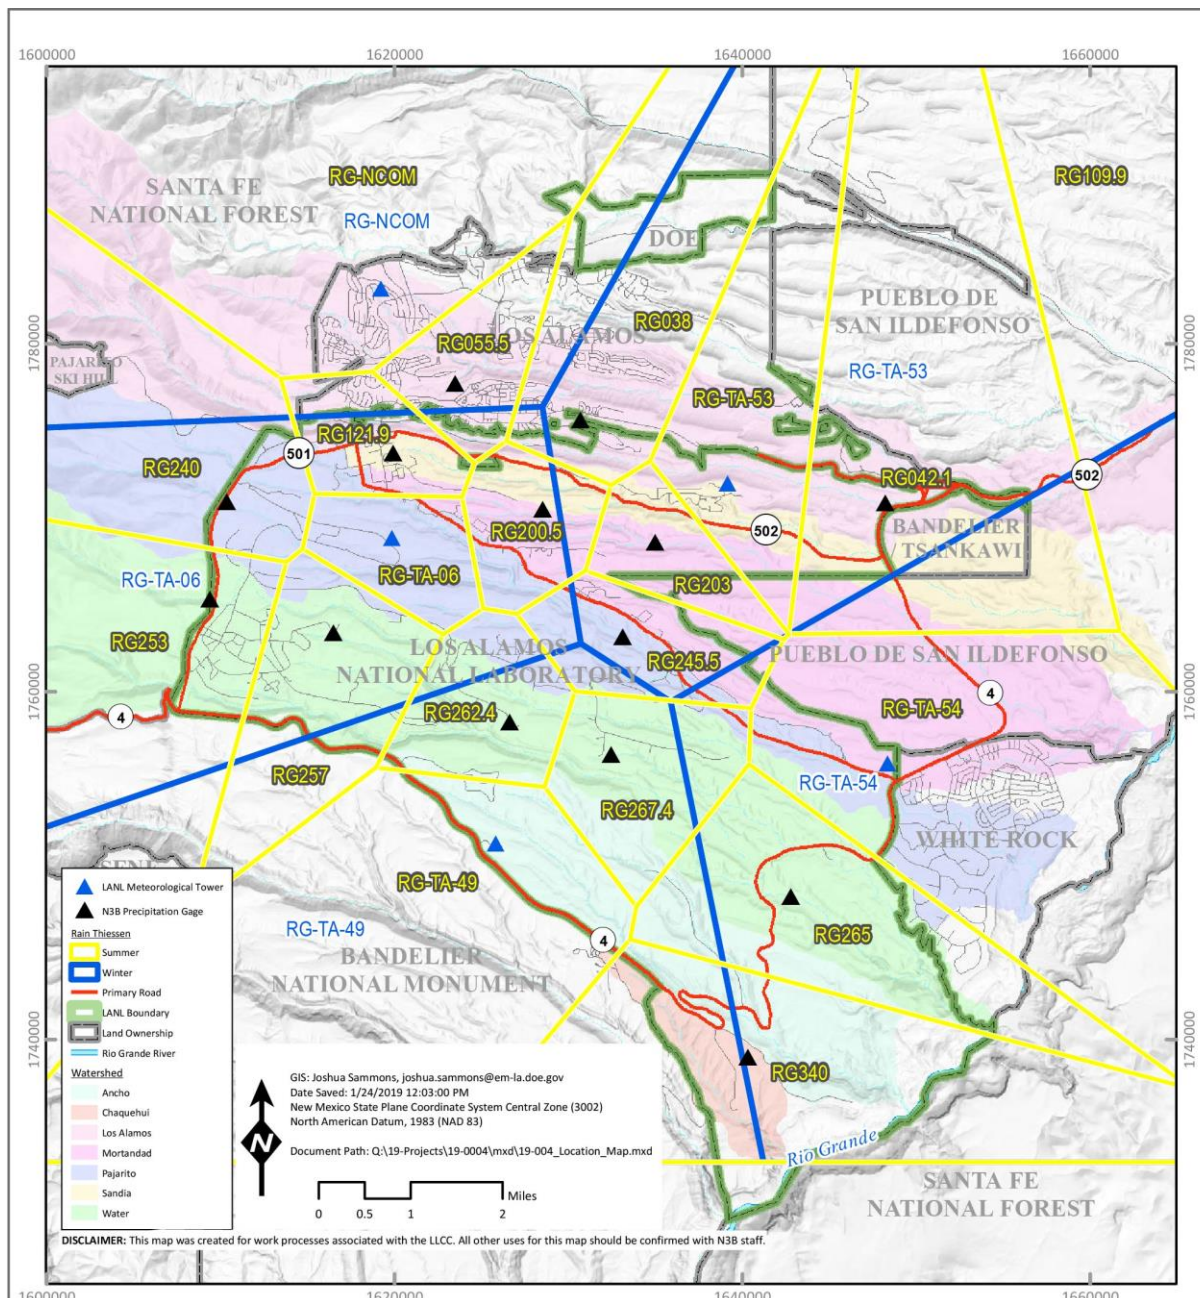 1600000
1620000
1640000
1660000
SANTA FE
NATIONAL FOREST
RG-NCOM
RG-NCOM
RG109.9
DOE
PUEBLO DE
SAN ILDEFONSO
RG038
LOS ALAMOS
RG055.5
1780000
1780000
PAJARITO
SKI HILL
RG-TA-53
RG-TA-53
RG121.9
501
RG240
RG042.1
502
BANDELIER
TSANKAWI
RG200.5
502
RG-TA-06
RG-TA-06
RG203
RG253
LOS ALAMOS
NATIONAL LABORATORY
RG245.5
PUEBLO DE SAN ILDEFONSO
1760000
1760000
4
4
RG262.4
RG-TA-54
RG257
RG-TA-54
RG267.4
WHITE ROCK
RG-TA-49
RG-TA-49
4
RG265
BANDELIER
NATIONAL MONUMENT
1740000
1740000
RG340
Rio Grande
SANTA FE
NATIONAL FOREST
LANL Meteorological Tower
N3B Precipitation Gage
Rain Thiessen
Summer
Winter
Primary Road
LANL Boundary
Land Ownership
Rio Grande River
Watershed
Ancho
Chaquehui
Los Alamos
Mortandad
Pajarito
Sandia
Water
N
GIS: Joshua Sammons, joshua.sammons@em-la.doe.gov
Date Saved: 1/24/2019 12:03:00 PM
New Mexico State Plane Coordinate System Central Zone (3002)
North American Datum, 1983 (NAD 83)
Document Path: Q:\19-Projects\19-0004\mxd\19-004_Location_Map.mxd
Miles
0 0.5 1 2
DISCLAIMER: This map was created for work processes associated with the LLCC. All other uses for this map should be confirmed with N3B staff.
1600000
1620000
1640000
1660000